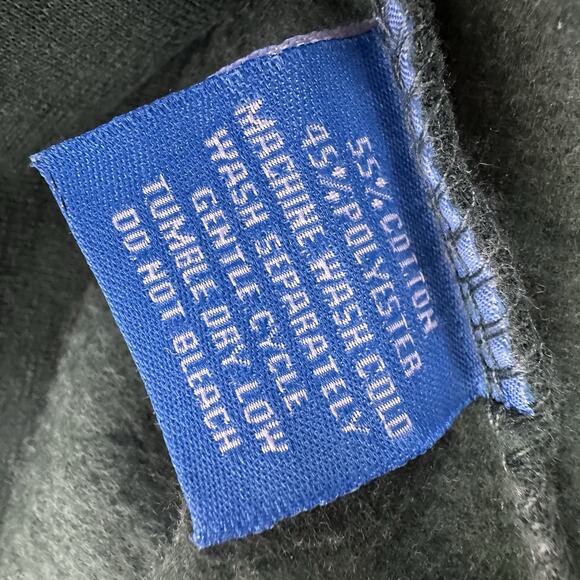 55% COTTON
45% POLYESTER
MACHINE WASH COLD
WASH SEPARATELY
GENTLE CYCLE
TUMBLE DRY LOW
DO NOT BLEACH